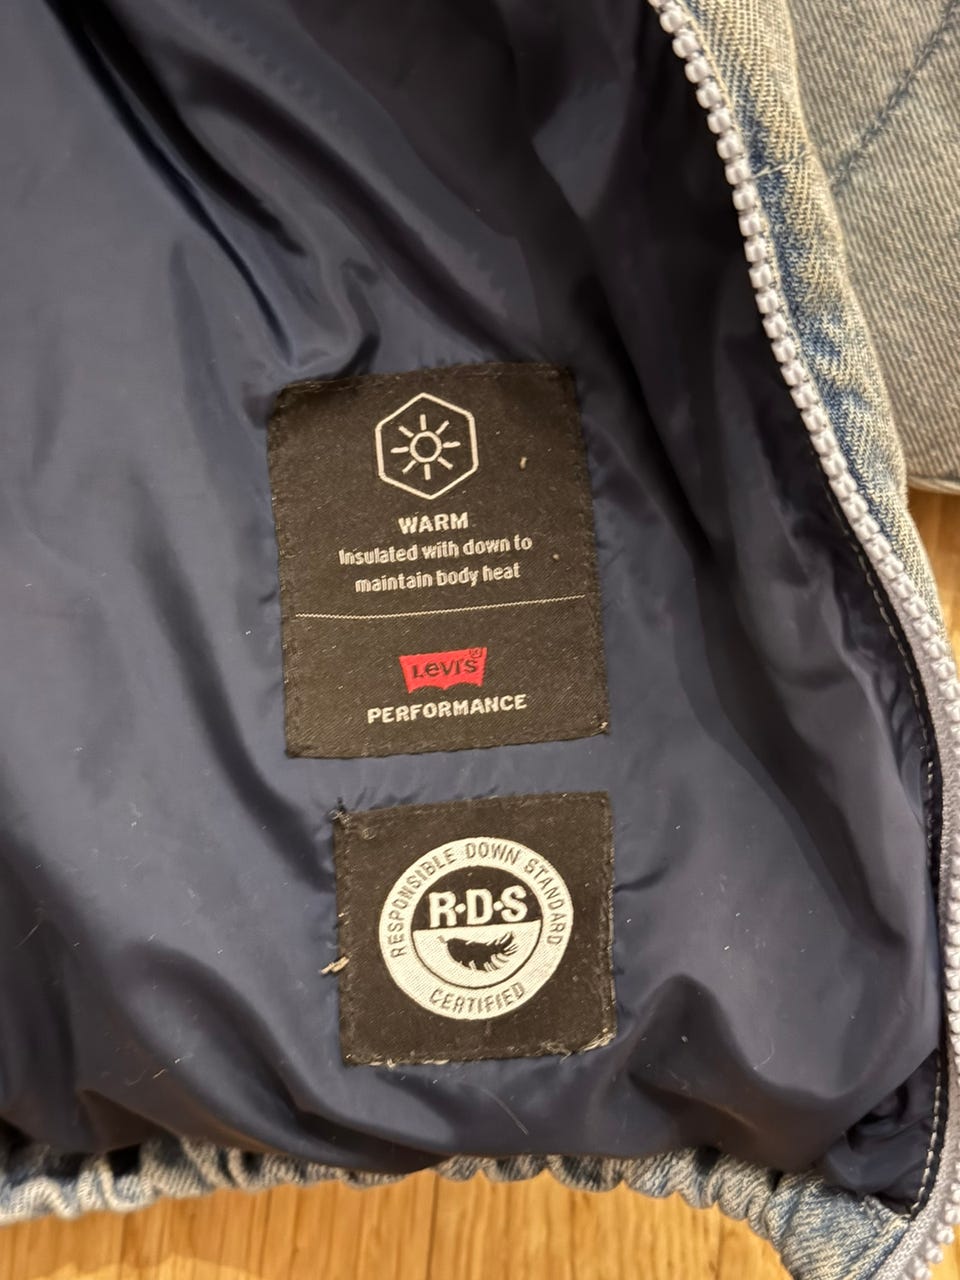 WARM
Insulated with down to
maintain body heat
Levi's®
PERFORMANCE
RESPONSIBLE DOWN STANDARD
R·D·S
CERTIFIED